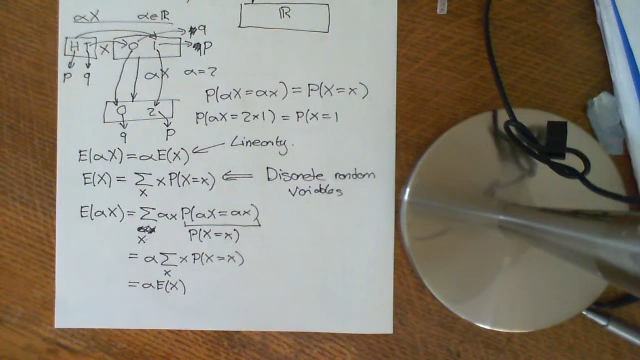 αX α∈ℝ
ℝ
q
H T X 0 1 p
p q αX α=2
P(αX=αx) = P(X=x)
0 2
P(αX=2×1) = P(X=1
q p
E(αX)=αE(X) Linearity.
E(X) = ∑ x P(X=x) Discrete random
x variables
E(αX) = ∑ αx P(αX=αx)
x P(X=x)
= α∑ x P(X=x)
x
= αE(X)